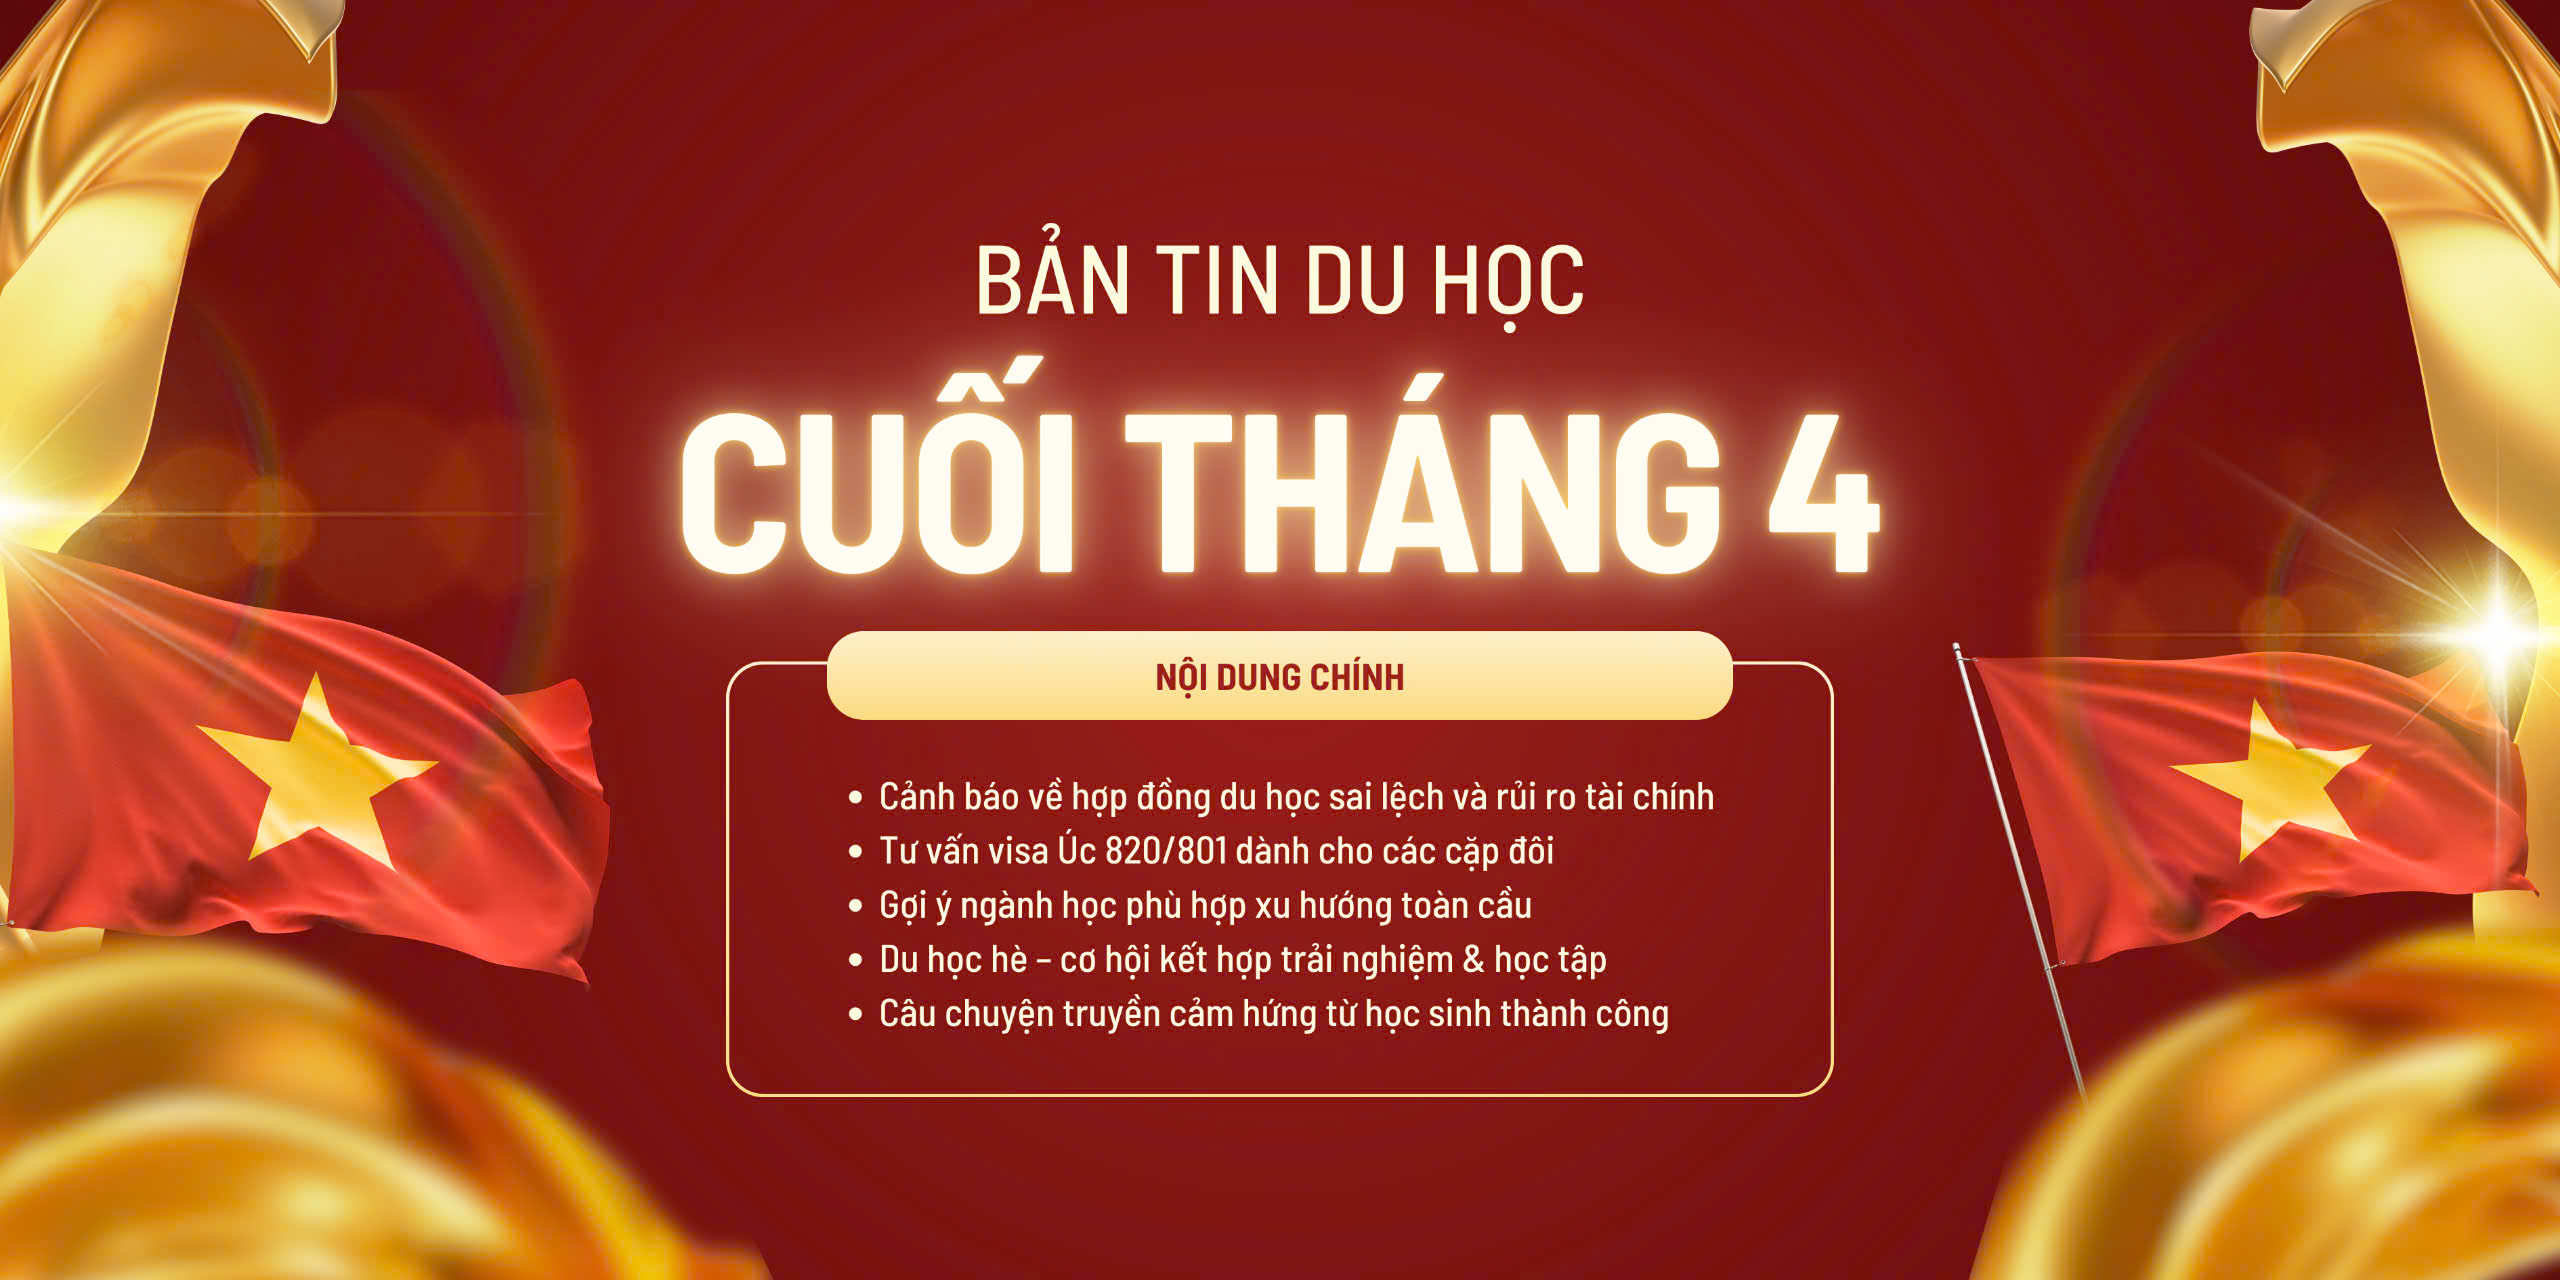 BẢN TIN DU HỌC
CUỐI THÁNG 4
NỘI DUNG CHÍNH
• Cảnh báo về hợp đồng du học sai lệch và rủi ro tài chính
• Tư vấn visa Úc 820/801 dành cho các cặp đôi
• Gợi ý ngành học phù hợp xu hướng toàn cầu
• Du học hè – cơ hội kết hợp trải nghiệm & học tập
• Câu chuyện truyền cảm hứng từ học sinh thành công